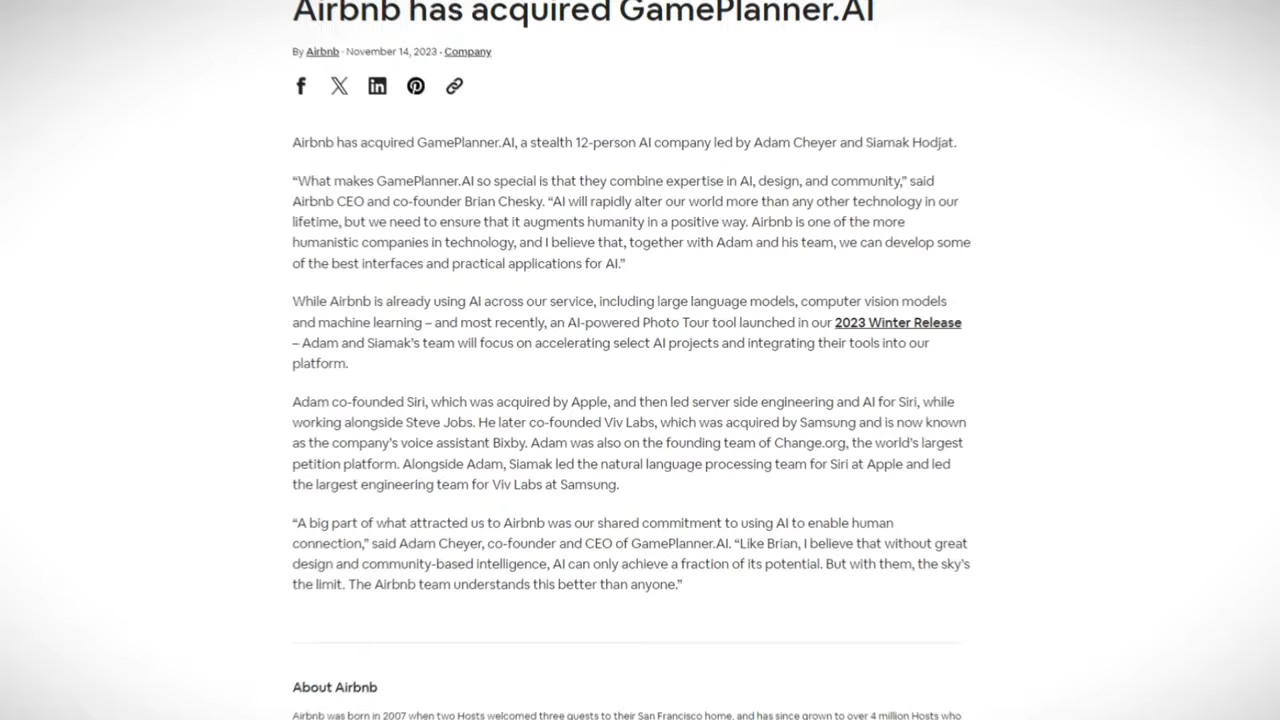 Airbnb has acquired GamePlanner.AI
By Airbnb · November 14, 2023 · Company
Airbnb has acquired GamePlanner.AI, a stealth 12-person AI company led by Adam Cheyer and Siamak Hodjat.
“What makes GamePlanner.AI so special is that they combine expertise in AI, design, and community,” said
Airbnb CEO and co-founder Brian Chesky. “AI will rapidly alter our world more than any other technology in our
lifetime, but we need to ensure that it augments humanity in a positive way. Airbnb is one of the more
humanistic companies in technology, and I believe that, together with Adam and his team, we can develop some
of the best interfaces and practical applications for AI.”
While Airbnb is already using AI across our service, including large language models, computer vision models
and machine learning – and most recently, an AI-powered Photo Tour tool launched in our 2023 Winter Release
– Adam and Siamak’s team will focus on accelerating select AI projects and integrating their tools into our
platform.
Adam co-founded Siri, which was acquired by Apple, and then led server side engineering and AI for Siri, while
working alongside Steve Jobs. He later co-founded Viv Labs, which was acquired by Samsung and is now known
as the company’s voice assistant Bixby. Adam was also on the founding team of Change.org, the world’s largest
petition platform. Alongside Adam, Siamak led the natural language processing team for Siri at Apple and led
the largest engineering team for Viv Labs at Samsung.
“A big part of what attracted us to Airbnb was our shared commitment to using AI to enable human
connection,” said Adam Cheyer, co-founder and CEO of GamePlanner.AI. “Like Brian, I believe that without great
design and community-based intelligence, AI can only achieve a fraction of its potential. But with them, the sky’s
the limit. The Airbnb team understands this better than anyone.”
About Airbnb
Airbnb was born in 2007 when two Hosts welcomed three guests to their San Francisco home, and has since grown to over 4 million Hosts who